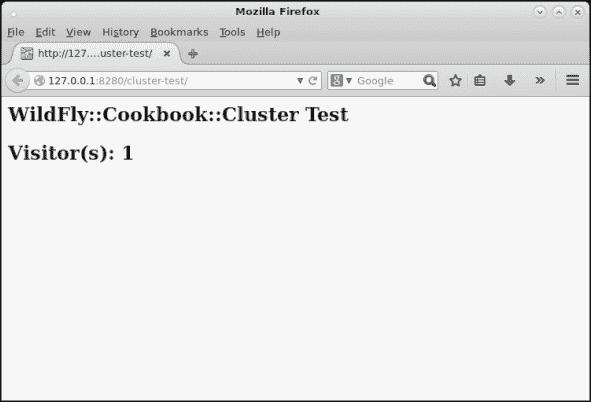 Mozilla Firefox
File Edit View History Bookmarks Tools Help
http://127....uster-test/
127.0.0.1:8280/cluster-test/ Google
WildFly::Cookbook::Cluster Test
Visitor(s): 1